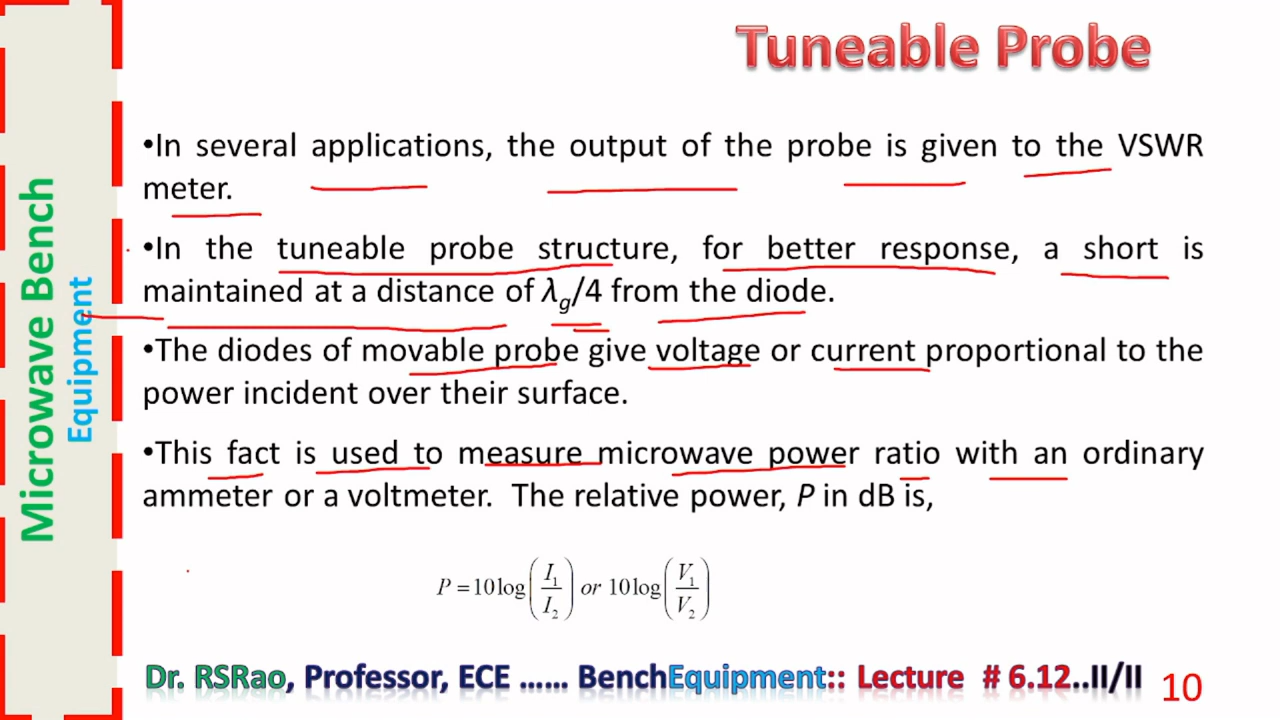 Tuneable Probe
•In several applications, the output of the probe is given to the VSWR
meter.
•In the tuneable probe structure, for better response, a short is
maintained at a distance of λg/4 from the diode.
•The diodes of movable probe give voltage or current proportional to the
power incident over their surface.
•This fact is used to measure microwave power ratio with an ordinary
ammeter or a voltmeter. The relative power, P in dB is,
P = 10 log (I1/I2) or 10 log (V1/V2)
Microwave Bench
Equipment
Dr. RSRao, Professor, ECE …… BenchEquipment:: Lecture # 6.12..II/II
10